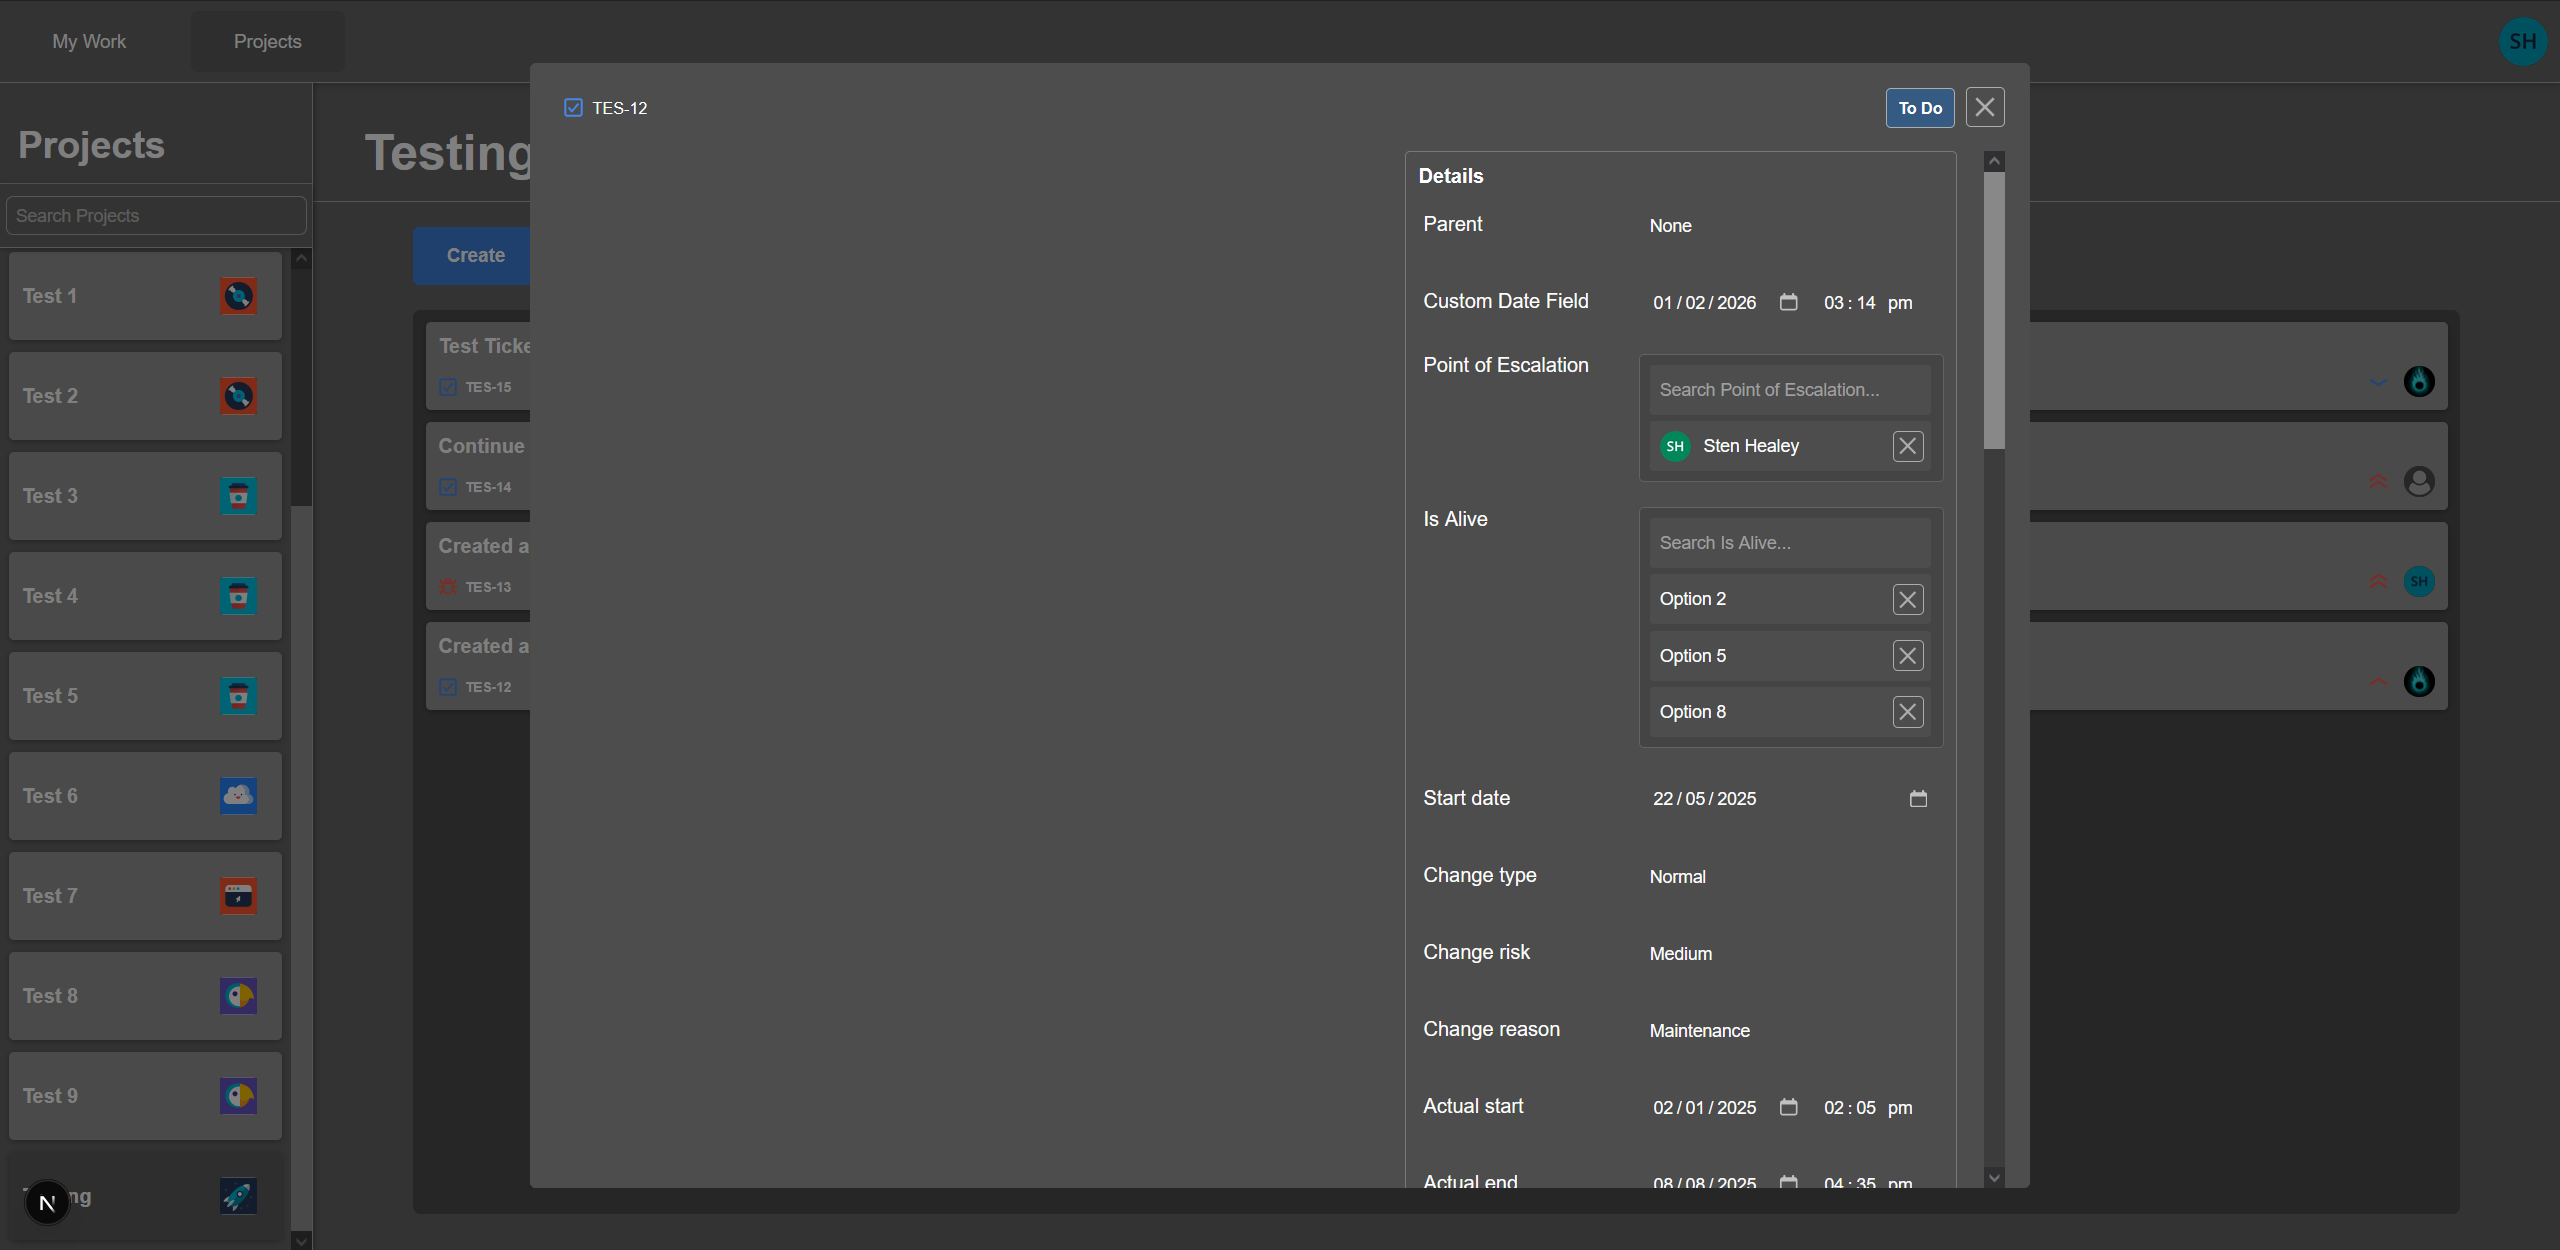 My Work
Projects
SH
Projects
Search Projects
Test 1
Test 2
Test 3
Test 4
Test 5
Test 6
Test 7
Test 8
Test 9
N
ng
Testing
Create
Test Ticke
TES-15
Continue
TES-14
Created a
TES-13
Created a
TES-12
SH
TES-12
To Do
Details
Parent
None
Custom Date Field
01/02/2026 03:14 pm
Point of Escalation
Search Point of Escalation...
SH Sten Healey
Is Alive
Search Is Alive...
Option 2
Option 5
Option 8
Start date
22/05/2025
Change type
Normal
Change risk
Medium
Change reason
Maintenance
Actual start
02/01/2025 02:05 pm
Actual end
08/08/2025 04:35 pm